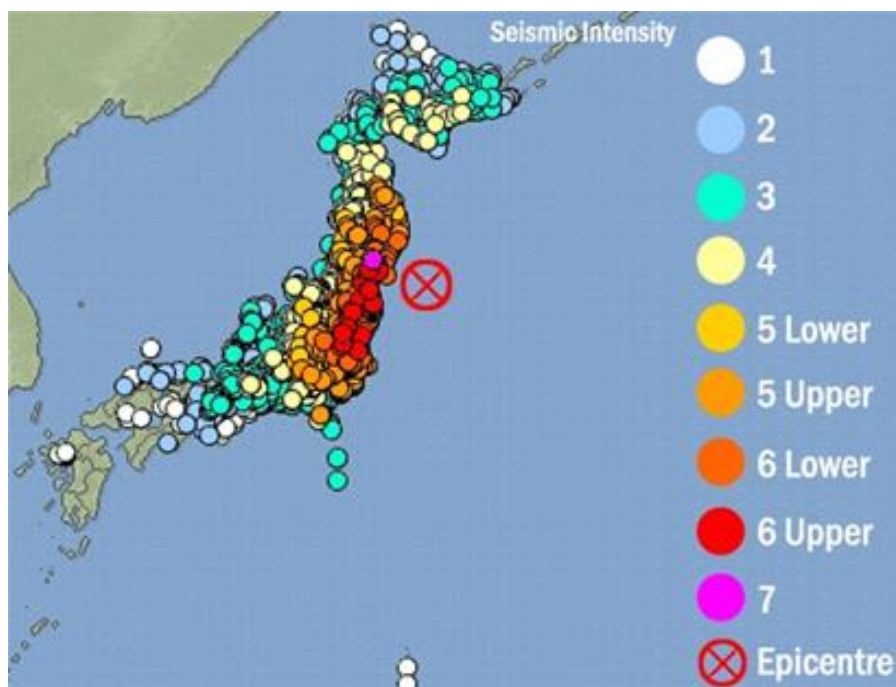 Seismic Intensity
1
2
3
4
5 Lower
5 Upper
6 Lower
6 Upper
7
Epicentre